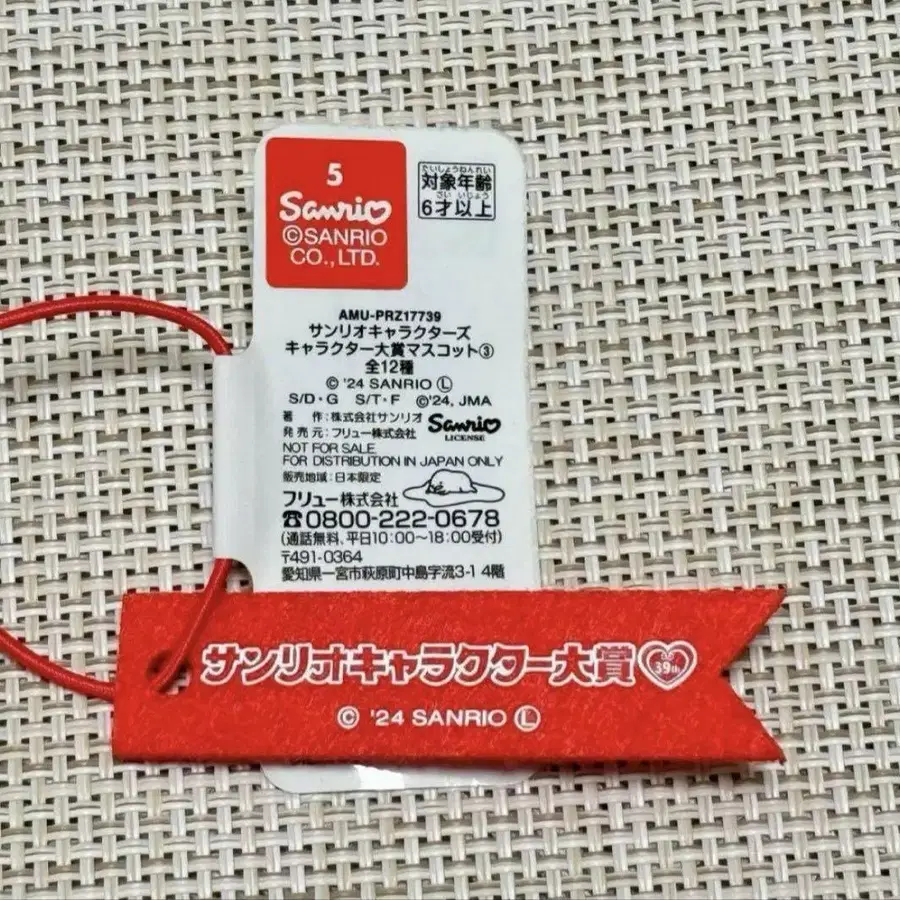 5
Sanrio
©SANRIO
CO., LTD.
たいしょうねんれい
対象年齢
さい いじょう
6才以上
AMU-PRZ17739
サンリオキャラクターズ
キャラクター大賞マスコット③
全12種
© '24 SANRIO Ⓛ
S/D・G S/T・F ©'24, JMA
著 作:株式会社サンリオ
発 売 元:フリュー株式会社
Sanrio
LICENSE
NOT FOR SALE
FOR DISTRIBUTION IN JAPAN ONLY
販売地域:日本限定
フリュー株式会社
☎0800-222-0678
(通話無料、平日10:00〜18:00受付)
〒491-0364
愛知県一宮市萩原町中島字流3-1 4階
サンリオキャラクター大賞
39th
© '24 SANRIO Ⓛ